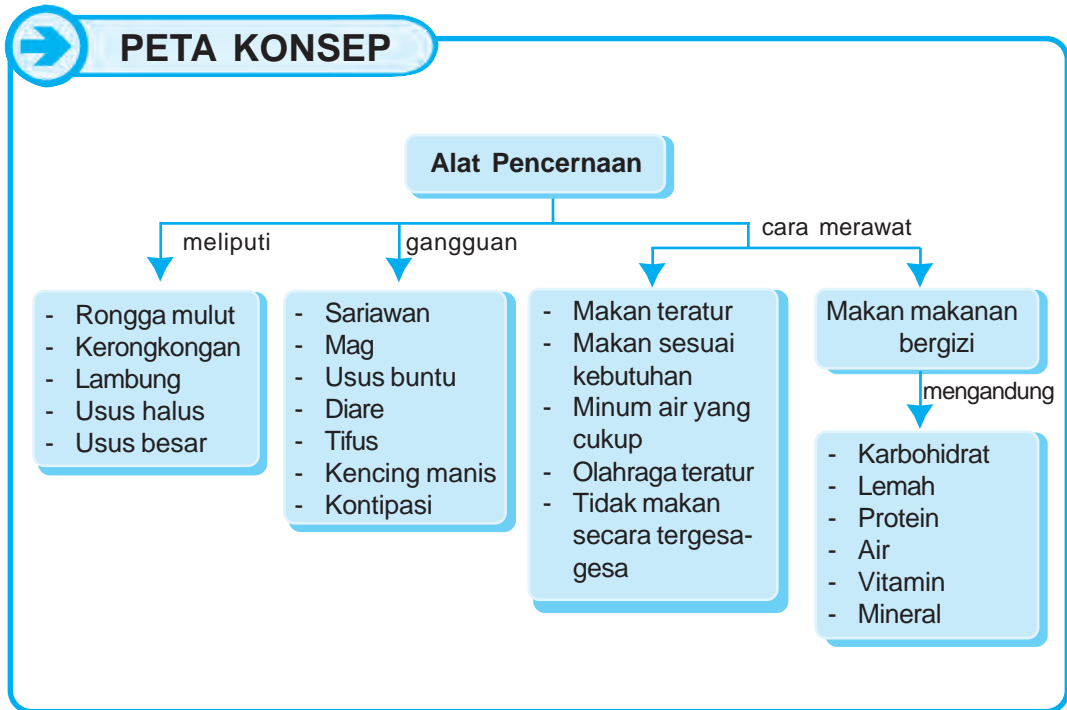 PETA KONSEP
Alat Pencernaan
meliputi
gangguan
cara merawat
- Rongga mulut
- Kerongkongan
- Lambung
- Usus halus
- Usus besar
- Sariawan
- Mag
- Usus buntu
- Diare
- Tifus
- Kencing manis
- Kontipasi
- Makan teratur
- Makan sesuai
kebutuhan
- Minum air yang
cukup
- Olahraga teratur
- Tidak makan
secara tergesa-
gesa
Makan makanan
bergizi
mengandung
- Karbohidrat
- Lemah
- Protein
- Air
- Vitamin
- Mineral